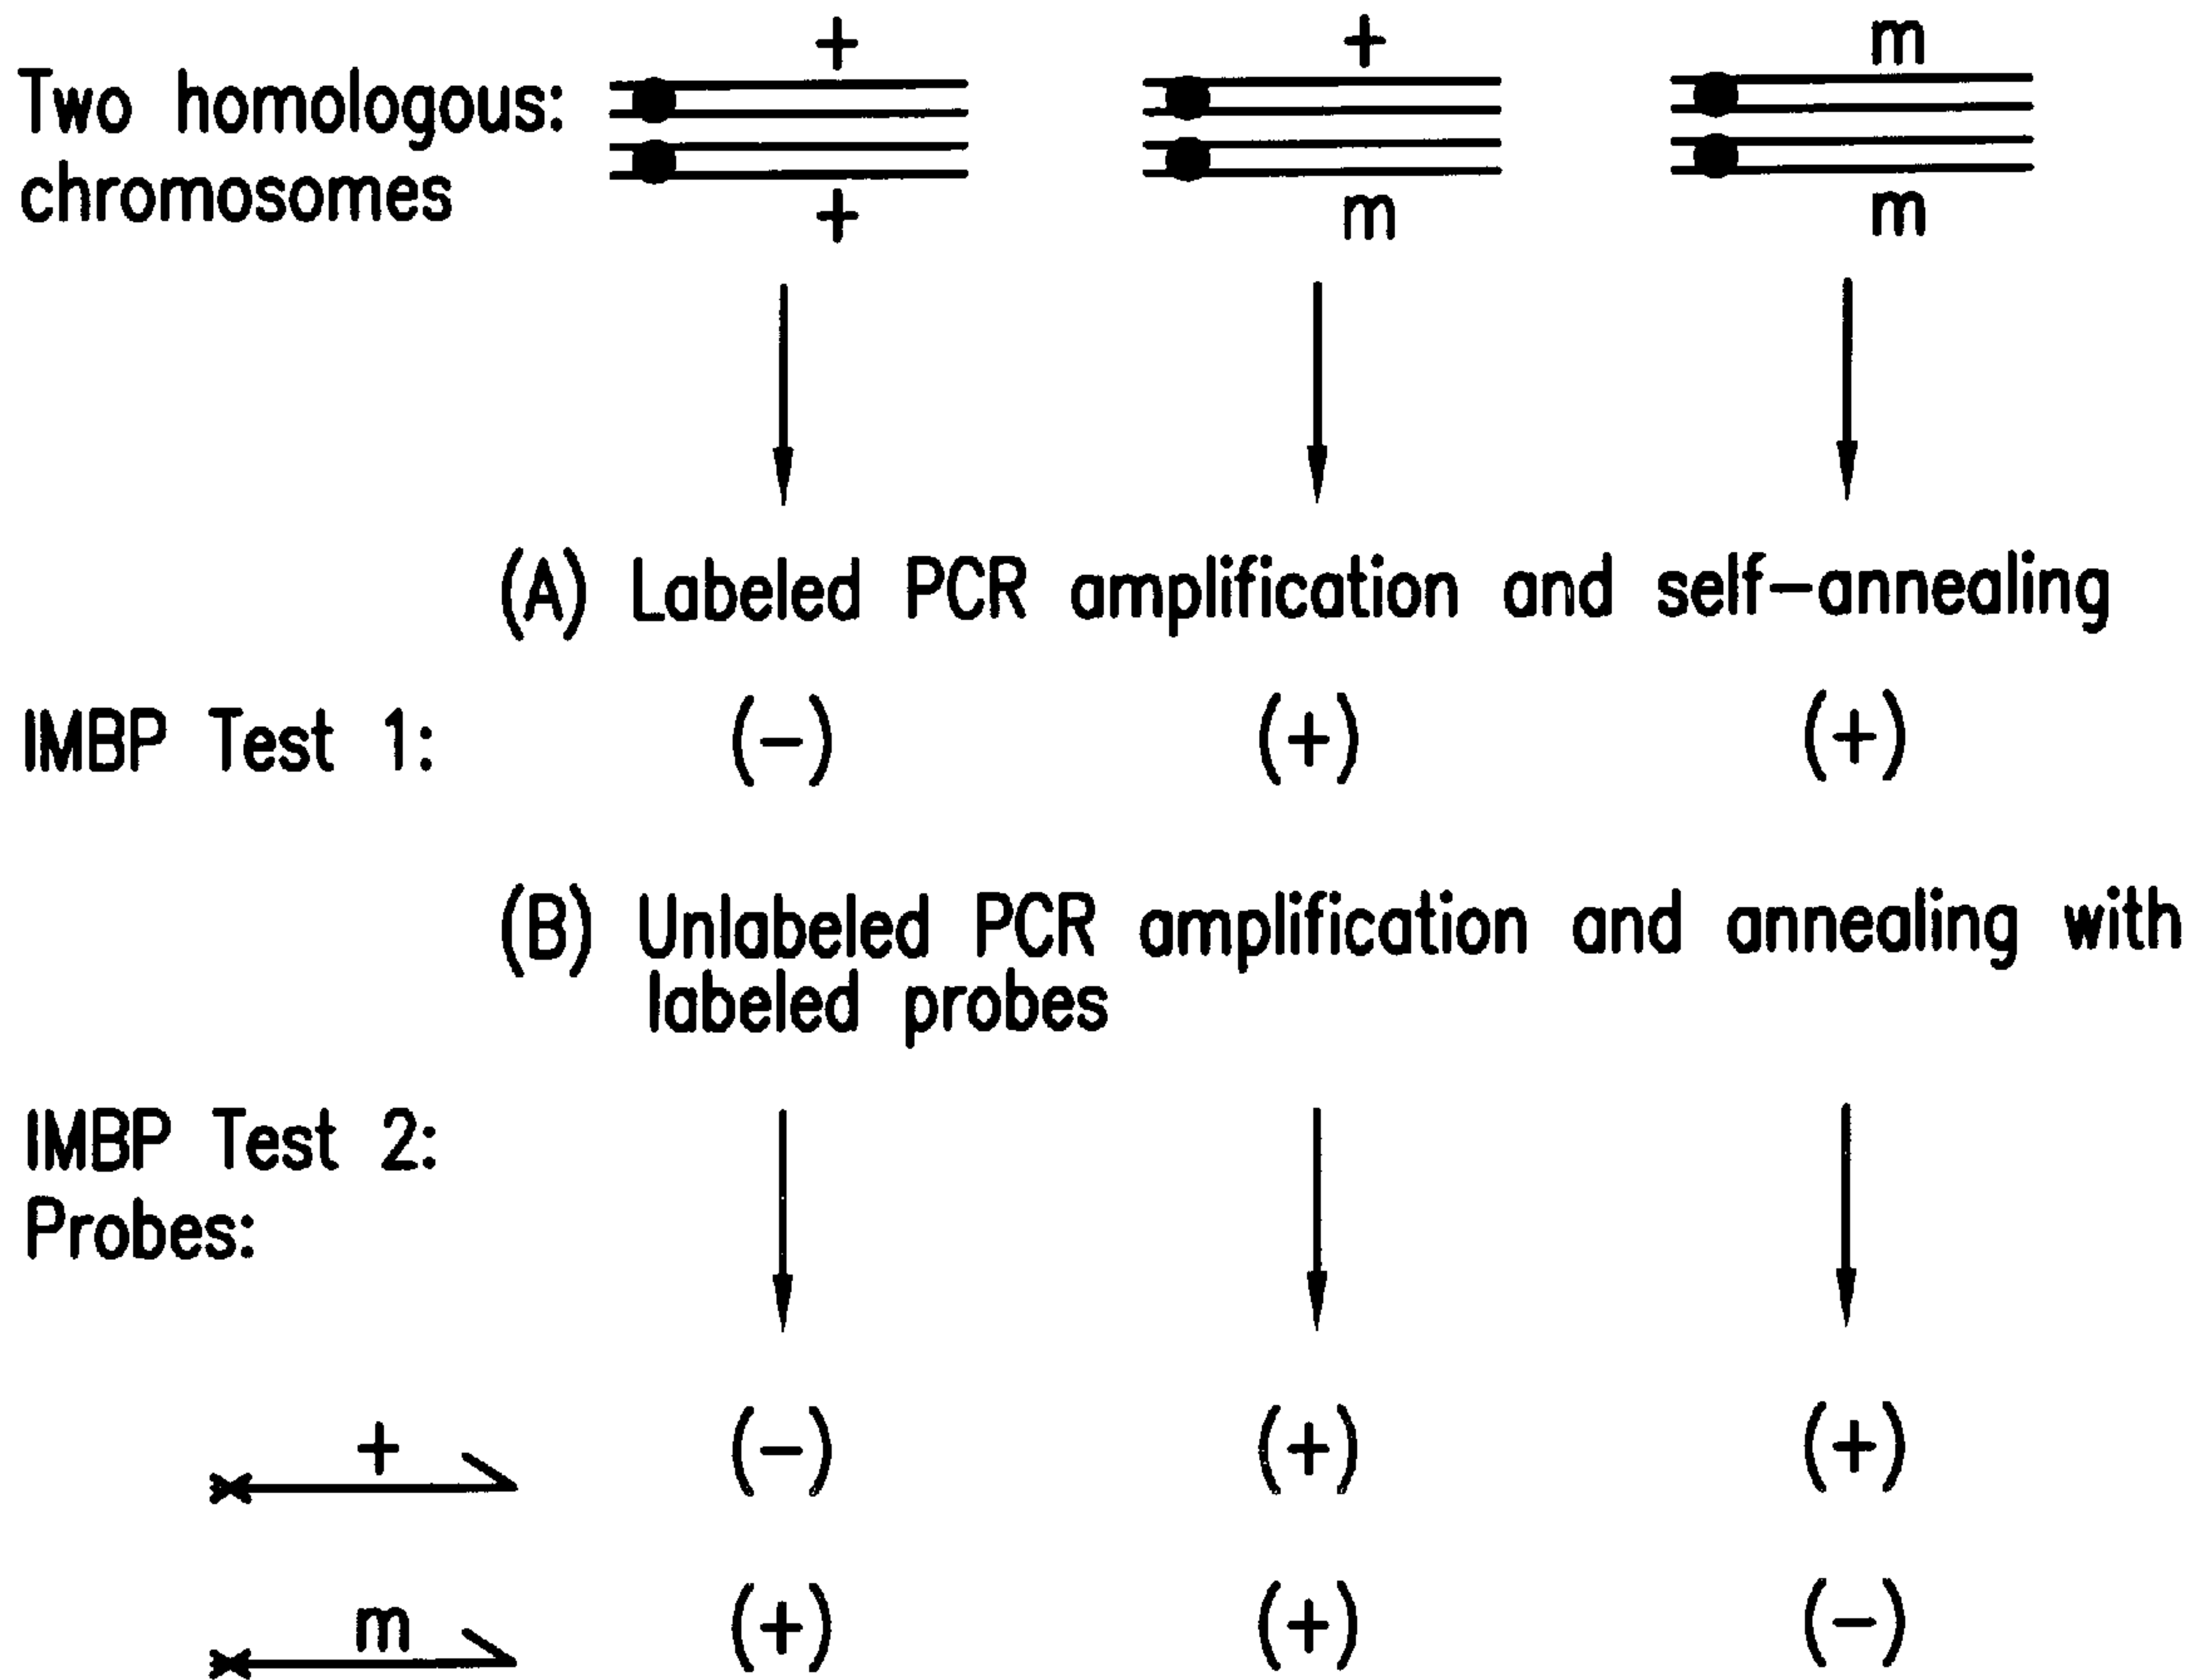 + + m
Two homologous:
chromosomes
+ m m
(A) Labeled PCR amplification and self-annealing
IMBP Test 1: (-) (+) (+)
(B) Unlabeled PCR amplification and annealing with
labeled probes
IMBP Test 2:
Probes:
+ (-) (+) (+)
m (+) (+) (-)